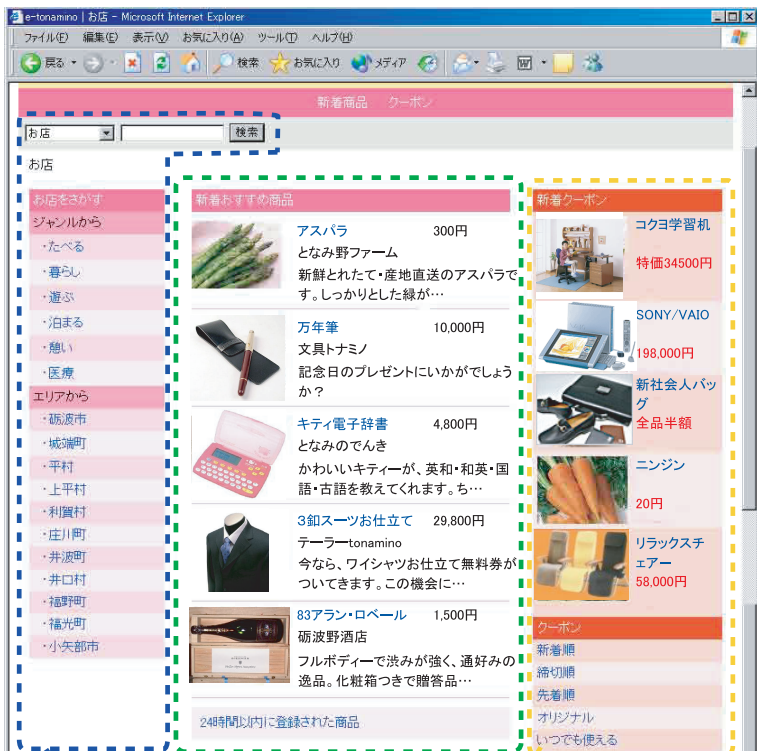 e-tonamino | お店 - Microsoft Internet Explorer
ファイル(F) 編集(E) 表示(V) お気に入り(A) ツール(T) ヘルプ(H)
戻る 検索 お気に入り メディア
新着商品 クーポン
お店 検索
お店
お店をさがす
ジャンルから
・たべる
・暮らし
・遊ぶ
・泊まる
・憩い
・医療
エリアから
・砺波市
・城端町
・平村
・上平村
・利賀村
・庄川町
・井波町
・井口村
・福野町
・福光町
・小矢部市
新着おすすめ商品
アスパラ 300円
となみ野ファーム
新鮮とれたて・産地直送のアスパラで
す。しっかりとした緑が…
万年筆 10,000円
文具トナミノ
記念日のプレゼントにいかがでしょう
か？
キティ電子辞書 4,800円
となみのでんき
かわいいキティーが、英和・和英・国
語・古語を教えてくれます。ち…
３釦スーツお仕立て 29,800円
テーラーtonamino
今なら、ワイシャツお仕立て無料券が
ついてきます。この機会に…
83アラン・ロベール 1,500円
砺波野酒店
フルボディーで渋みが強く、通好みの
逸品。化粧箱つきで贈答品…
24時間以内に登録された商品
新着クーポン
コクヨ学習机
特価34500円
SONY/VAIO
198,000円
新社会人バッ
グ
全品半額
ニンジン
20円
リラックスチ
ェアー
58,000円
クーポン
新着順
締切順
先着順
オリジナル
いつでも使える